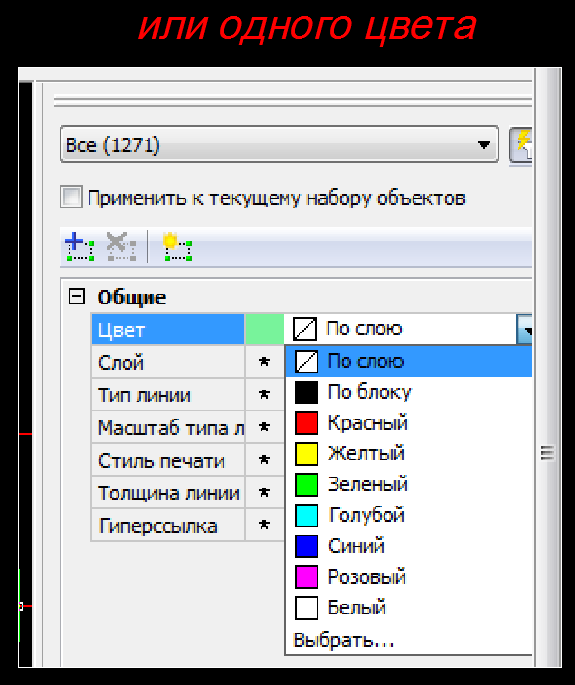 или одного цвета
Все (1271)
Применить к текущему набору объектов
Общие
Цвет По слою
Слой * По слою
Тип линии * По блоку
Масштаб типа л * Красный
Стиль печати * Желтый
Толщина линии * Зеленый
Гиперссылка * Голубой
Синий
Розовый
Белый
Выбрать...